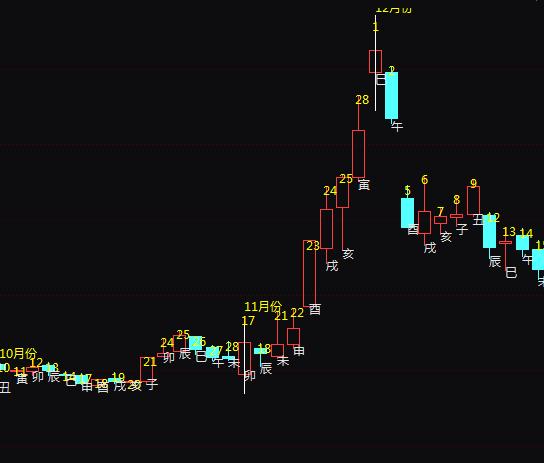 12月份
1
巳
2
午
28
寅
25
24
亥
戌
23
酉
5
酉
6
戌
7
亥
8
子
9
丑
12
辰
13
巳
14
午
11月份
17
卯
18
辰
21
未
22
申
10月份
丑
11
寅
12
卯
13
辰
14
巳
17
申
18
酉
19
戌
20
亥
21
子
24
卯
25
辰
26
巳
27
午
28
未